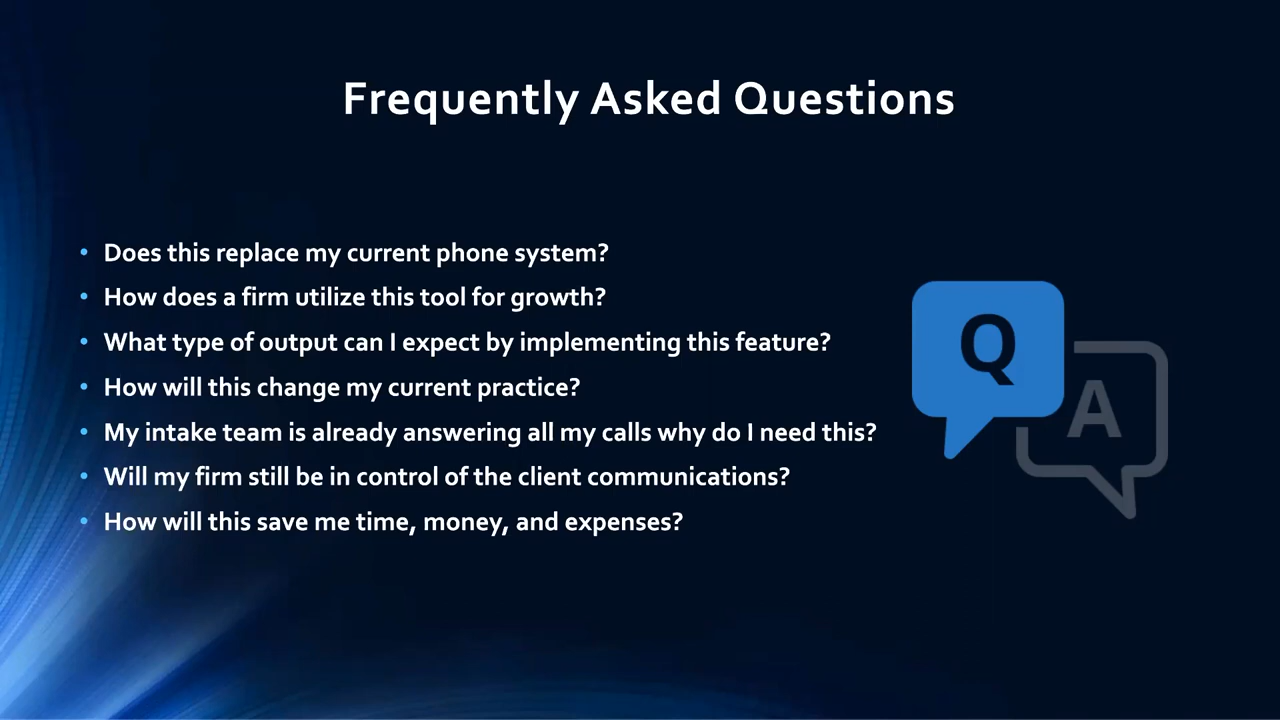 Frequently Asked Questions
• Does this replace my current phone system?
• How does a firm utilize this tool for growth?
• What type of output can I expect by implementing this feature?
• How will this change my current practice?
• My intake team is already answering all my calls why do I need this?
• Will my firm still be in control of the client communications?
• How will this save me time, money, and expenses?
Q
A